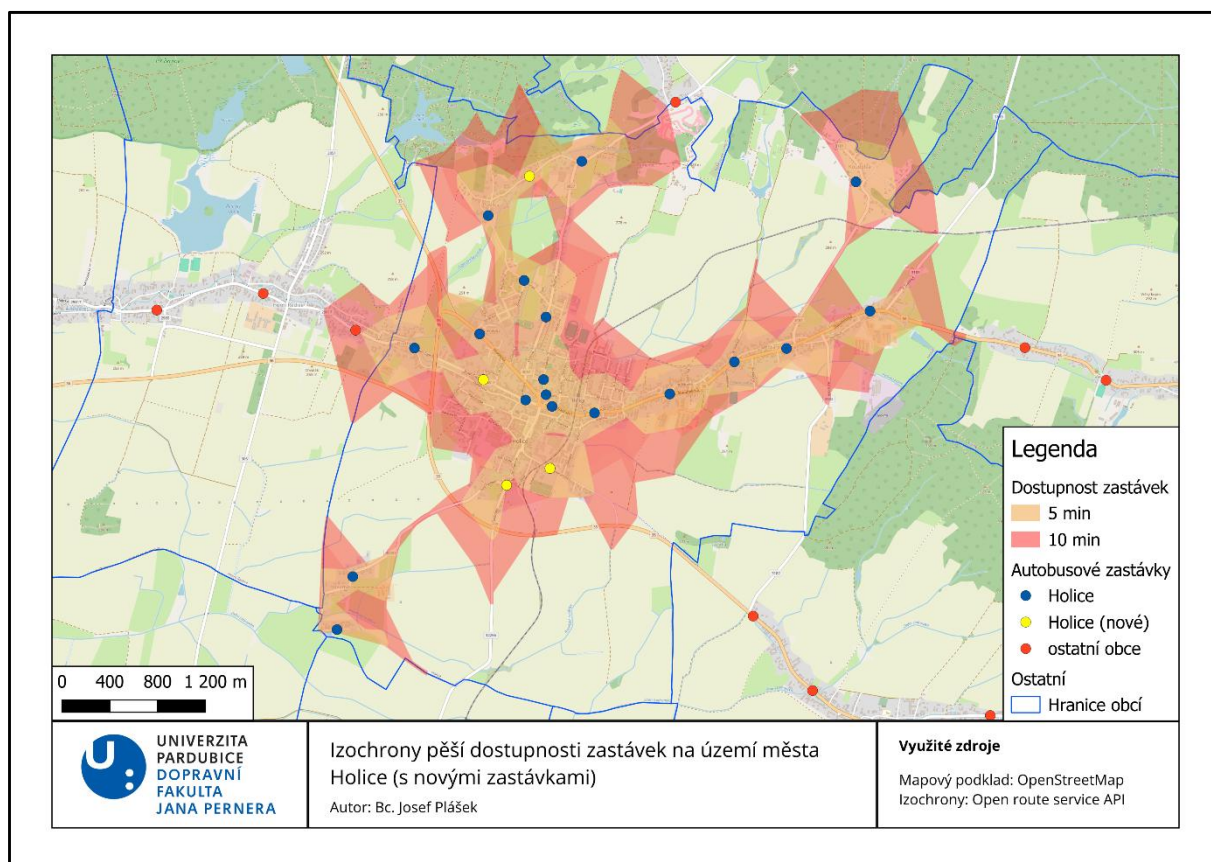 Legenda
Dostupnost zastávek
5 min
10 min
Autobusové zastávky
Holice
Holice (nové)
ostatní obce
Ostatní
Hranice obcí
0 400 800 1 200 m
UNIVERZITA
PARDUBICE
DOPRAVNÍ
FAKULTA
JANA PERNERA
Izochrony pěší dostupnosti zastávek na území města
Holice (s novými zastávkami)
Autor: Bc. Josef Plášek
Využité zdroje
Mapový podklad: OpenStreetMap
Izochrony: Open route service API